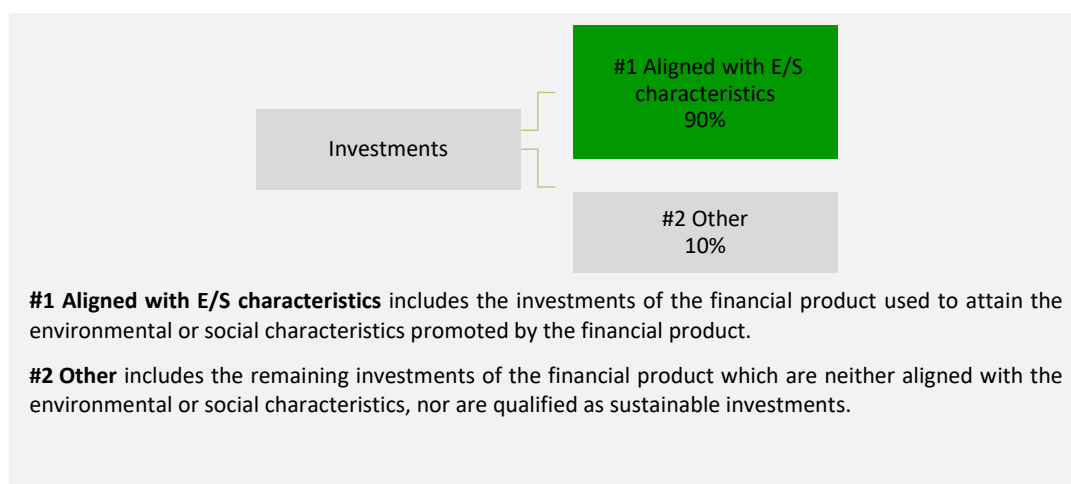 #1 Aligned with E/S
characteristics
90%
Investments
#2 Other
10%
#1 Aligned with E/S characteristics includes the investments of the financial product used to attain the
environmental or social characteristics promoted by the financial product.
#2 Other includes the remaining investments of the financial product which are neither aligned with the
environmental or social characteristics, nor are qualified as sustainable investments.